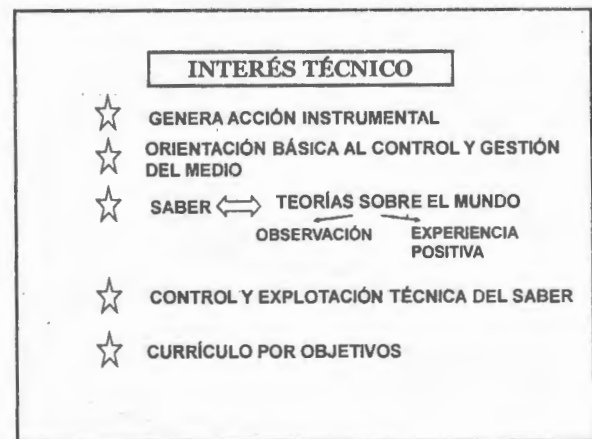 INTERÉS TÉCNICO
GENERA ACCIÓN INSTRUMENTAL
ORIENTACIÓN BÁSICA AL CONTROL Y GESTIÓN
DEL MEDIO
SABER TEORÍAS SOBRE EL MUNDO
OBSERVACIÓN EXPERIENCIA
POSITIVA
CONTROL Y EXPLOTACIÓN TÉCNICA DEL SABER
CURRÍCULO POR OBJETIVOS